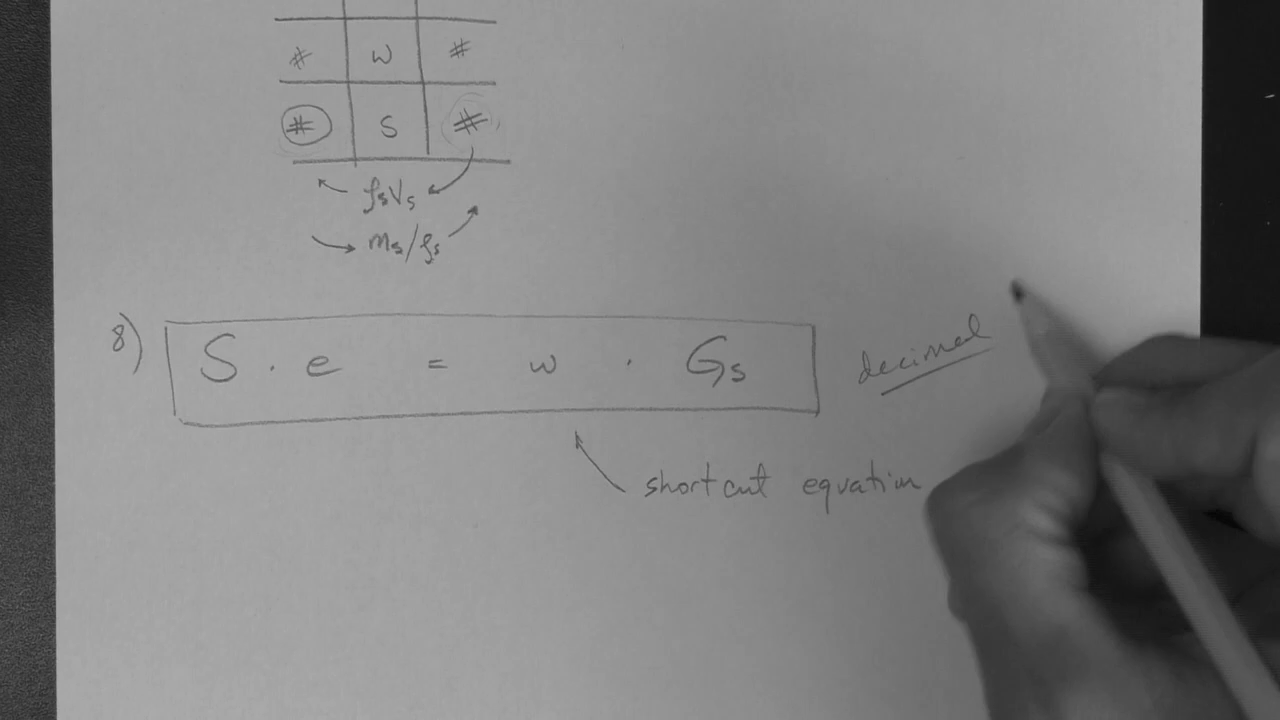 # W #
# S #
ρsVs
ms/ρs
8) S · e = w · Gs decimal
shortcut equation